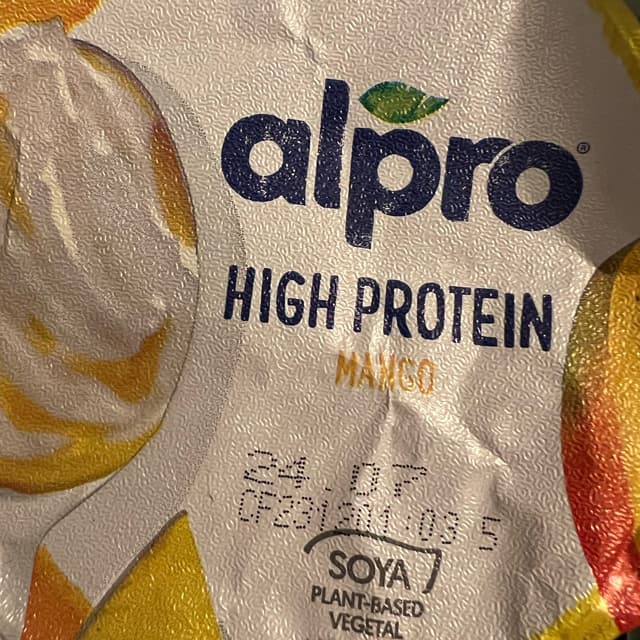 alpro®
HIGH PROTEIN
MANGO
24.07
SOYA
PLANT-BASED
VEGETAL